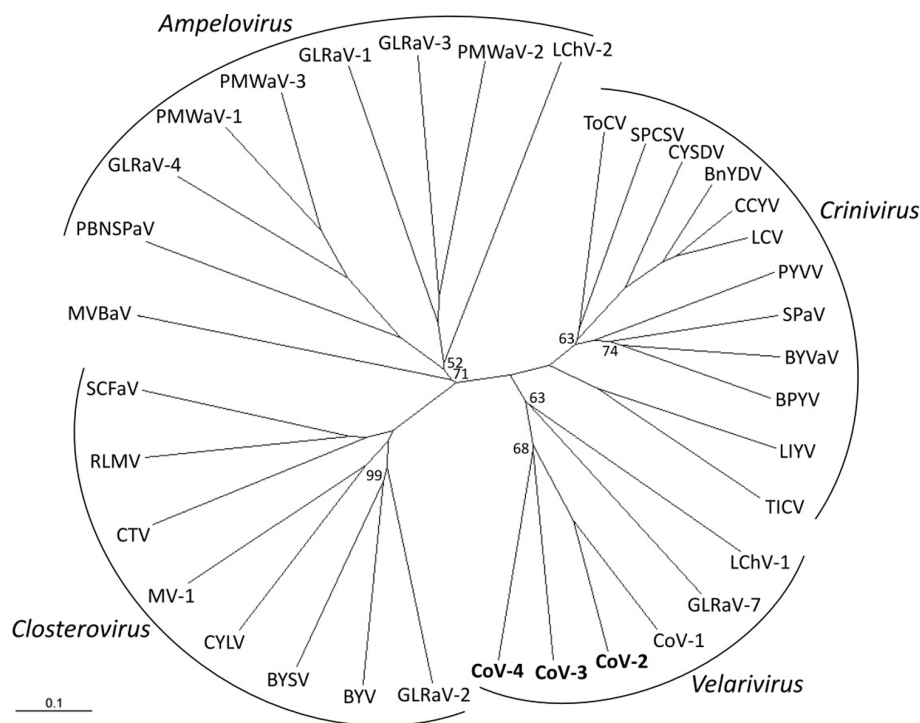 Ampelovirus
GLRaV-3
GLRaV-1
PMWaV-2
LChV-2
PMWaV-3
PMWaV-1
GLRaV-4
PBNSPaV
MVBaV
ToCV
SPCSV
CYSDV
BnYDV
CCYV
Crinivirus
LCV
PYVV
SPaV
BYVaV
BPYV
LIYV
TICV
63
74
52
71
63
68
99
SCFaV
RLMV
CTV
MV-1
Closterovirus
CYLV
BYSV
BYV
GLRaV-2
LChV-1
GLRaV-7
CoV-1
CoV-2
CoV-3
CoV-4
Velarivirus
0.1